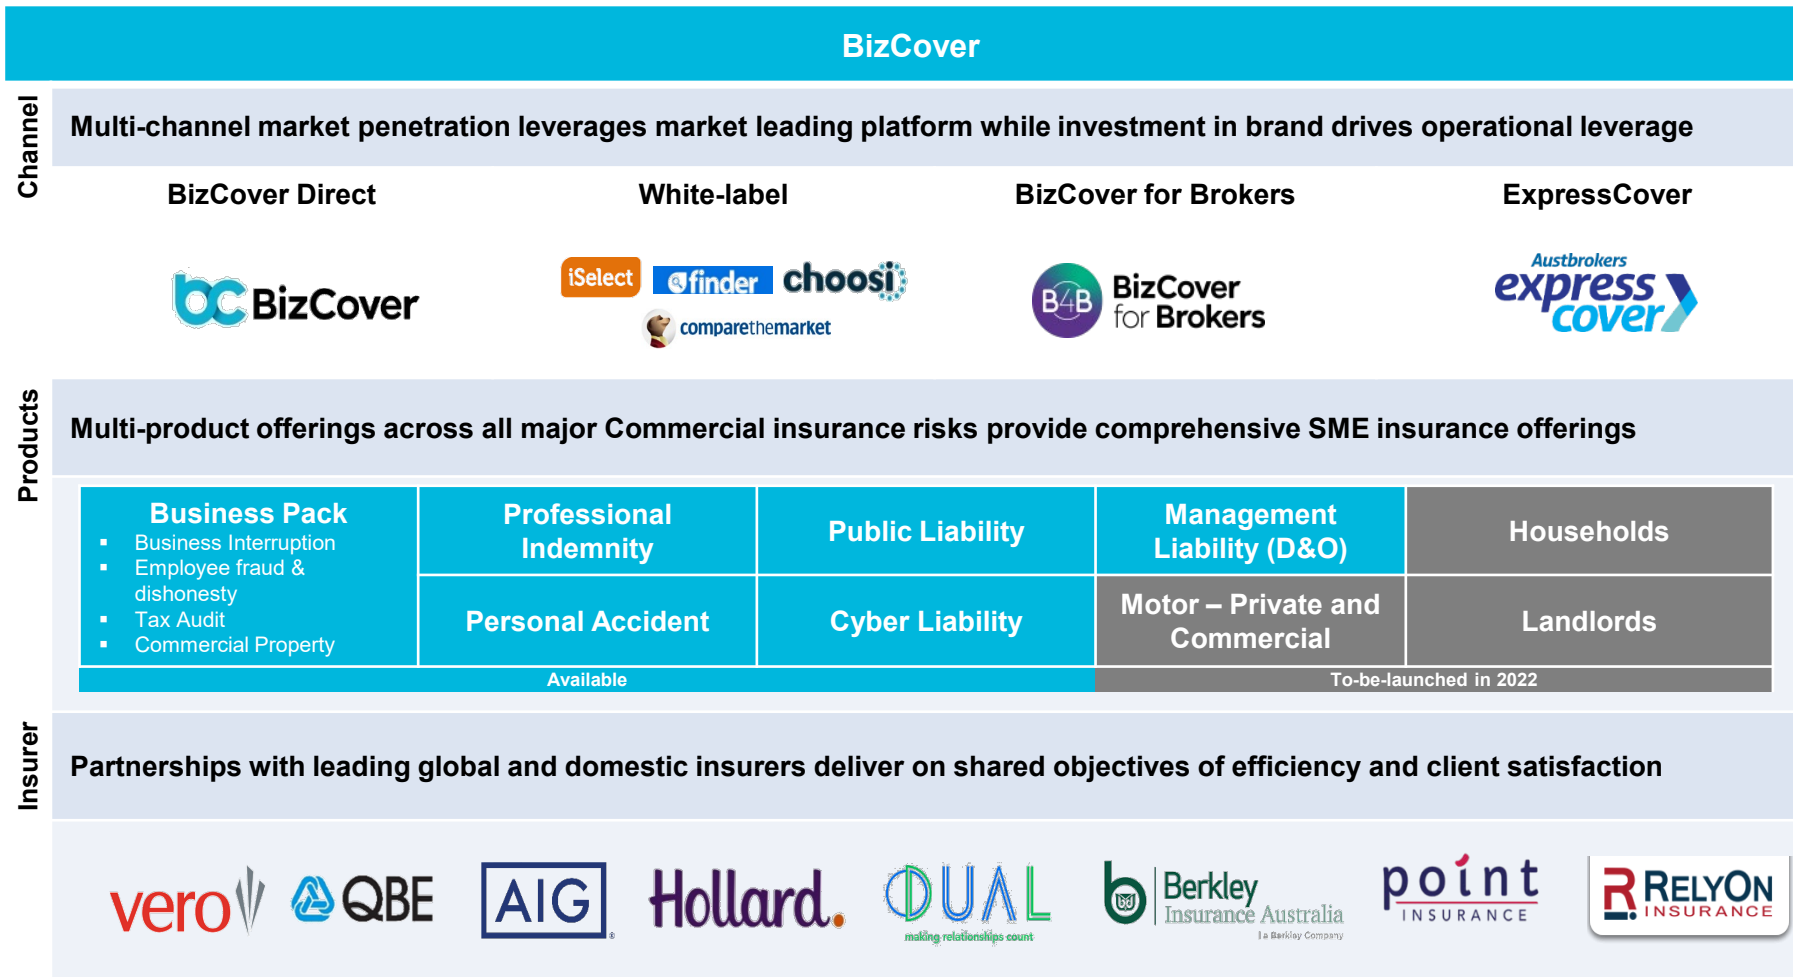 BizCover
Channel
Multi-channel market penetration leverages market leading platform while investment in brand drives operational leverage
BizCover Direct
White-label
BizCover for Brokers
ExpressCover
bc BizCover
iSelect
finder
choosi
comparethemarket
B4B
BizCover
for Brokers
Austbrokers
express
cover
Products
Multi-product offerings across all major Commercial insurance risks provide comprehensive SME insurance offerings
Business Pack
▪ Business Interruption
▪ Employee fraud &
dishonesty
▪ Tax Audit
▪ Commercial Property
Professional
Indemnity
Public Liability
Management
Liability (D&O)
Households
Personal Accident
Cyber Liability
Motor – Private and
Commercial
Landlords
Available
To-be-launched in 2022
Insurer
Partnerships with leading global and domestic insurers deliver on shared objectives of efficiency and client satisfaction
vero
QBE
AIG
®
Hollard.
DUAL
making relationships count
b
Berkley
Insurance Australia
| a Berkley Company
point
INSURANCE
R
RELYON
INSURANCE